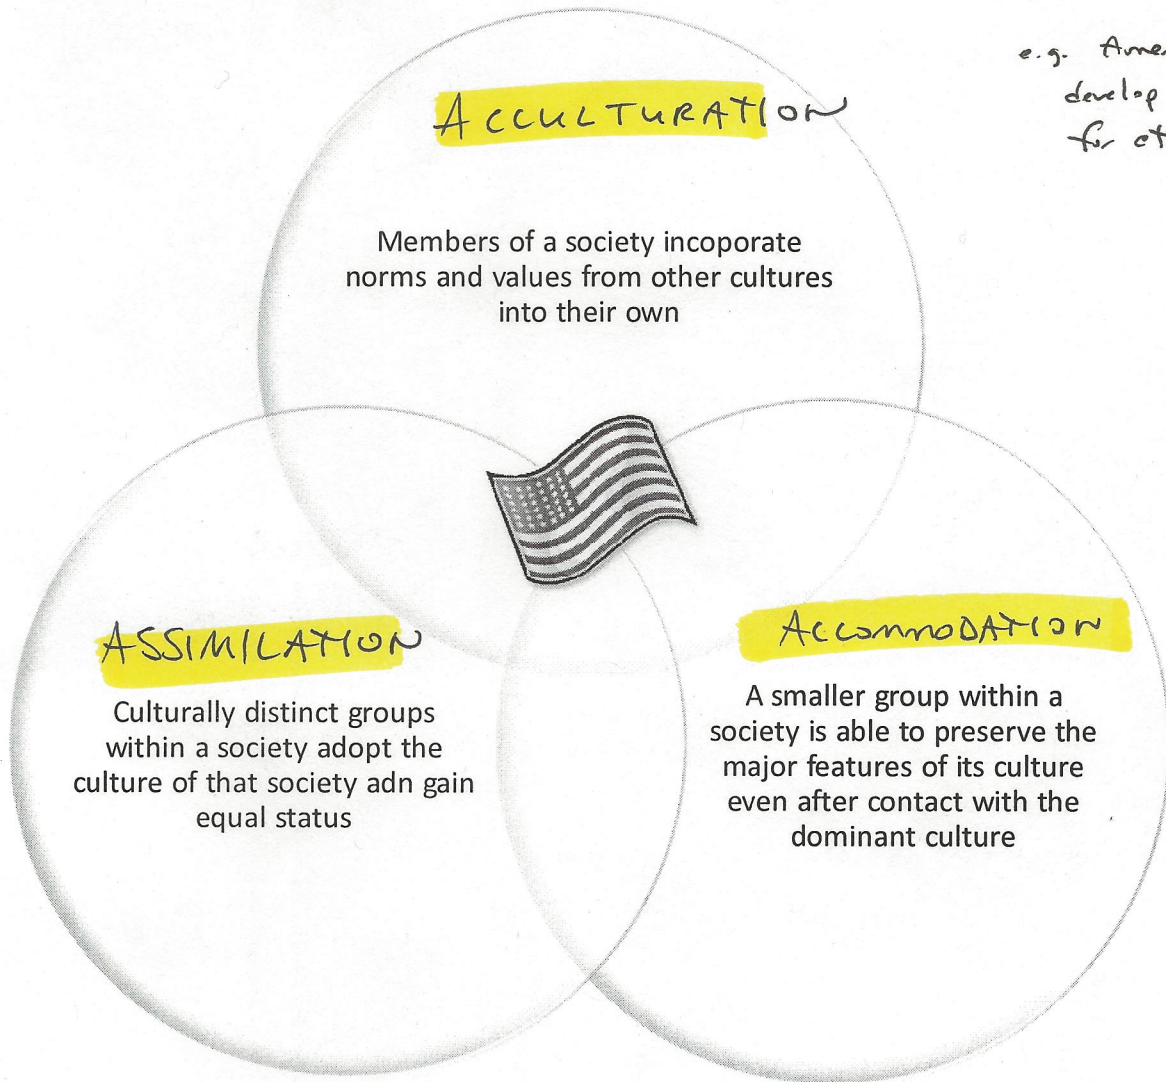 ACCULTURATION
e.g. Amer
develop
for et
Members of a society incoporate
norms and values from other cultures
into their own
ASSIMILATION
Culturally distinct groups
within a society adopt the
culture of that society adn gain
equal status
ACCOMMODATION
A smaller group within a
society is able to preserve the
major features of its culture
even after contact with the
dominant culture